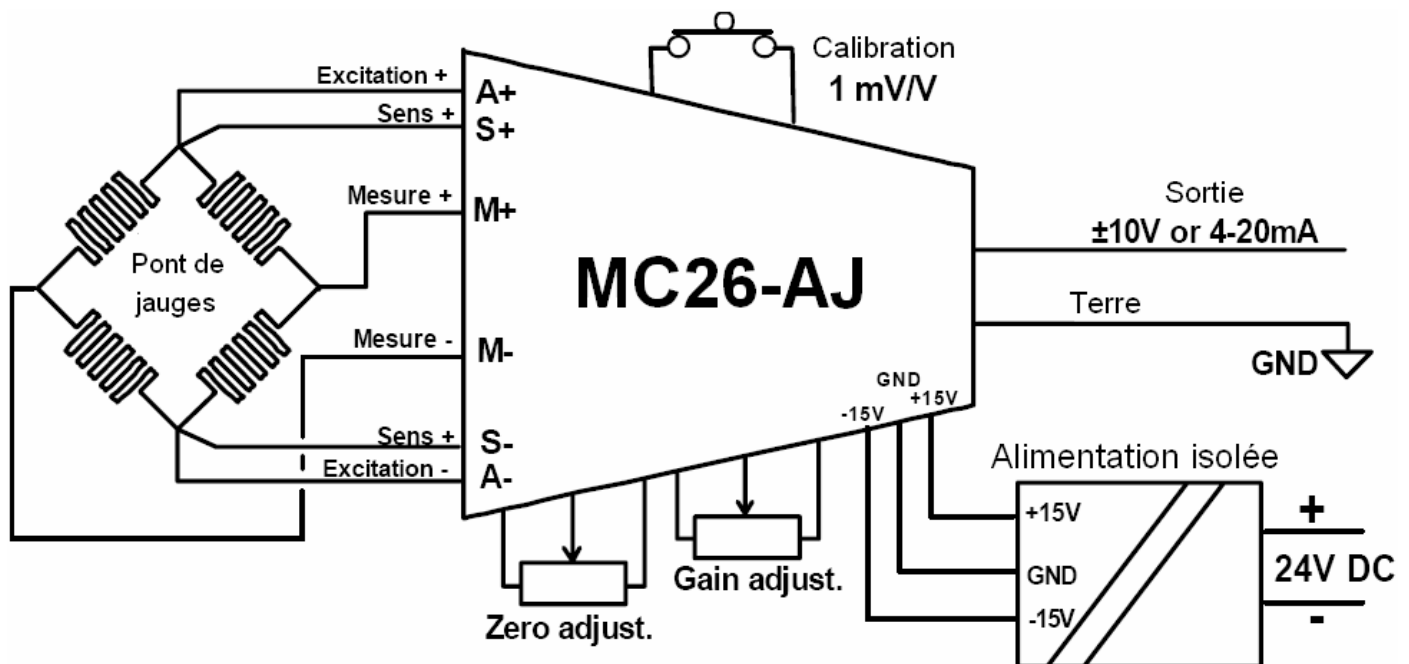 Calibration
1 mV/V
Excitation +
A+
Sens +
S+
Mesure +
M+
Pont de
jauges
MC26-AJ
Sortie
±10V or 4-20mA
Terre
GND
Mesure -
M-
GND
+15V
-15V
Sens +
S-
Excitation -
A-
Alimentation isolée
+15V
GND
-15V
+
24V DC
-
Gain adjust.
Zero adjust.